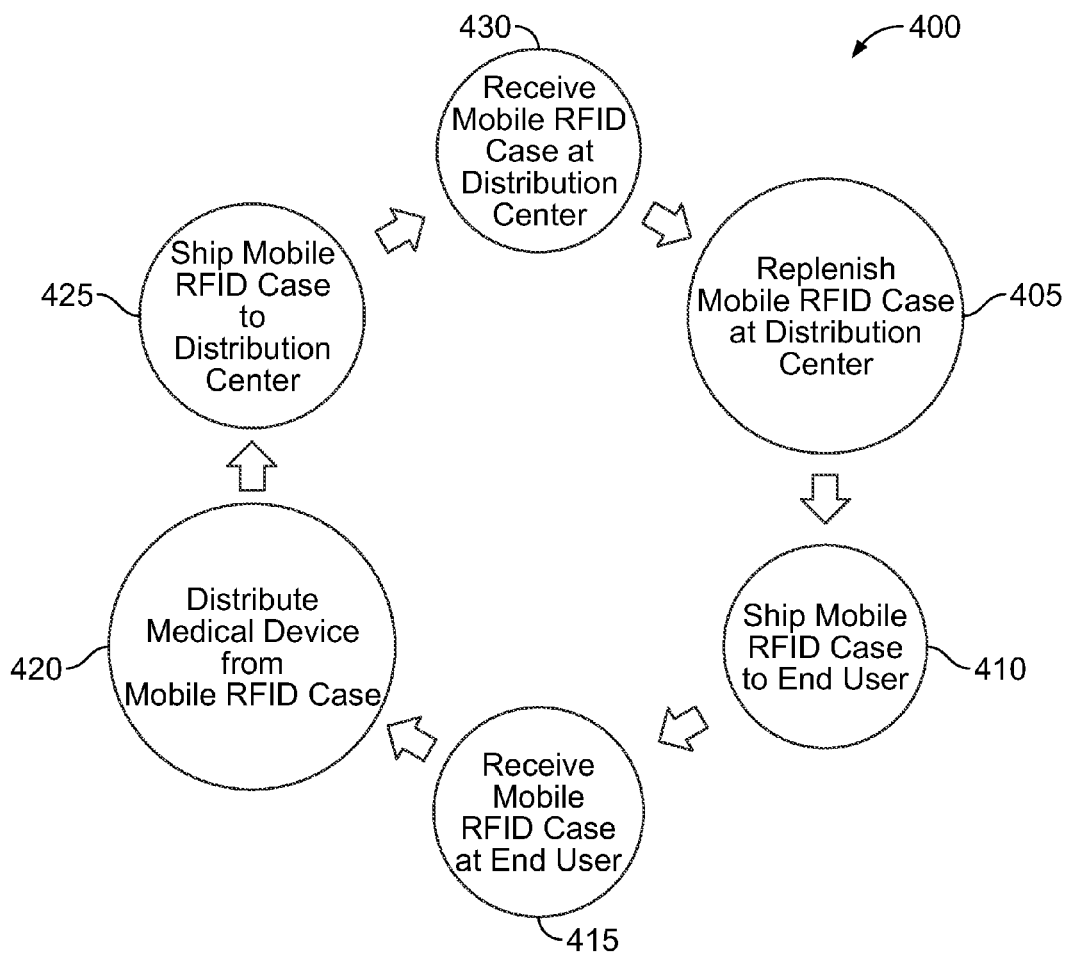 430
400
Receive
Mobile RFID
Case at
Distribution
Center
Ship Mobile
RFID Case
to
Distribution
Center
425
Replenish
Mobile RFID Case
at Distribution
Center
405
Distribute
Medical Device
from
Mobile RFID Case
420
Ship Mobile
RFID Case
to End User
410
Receive
Mobile
RFID Case
at End User
415